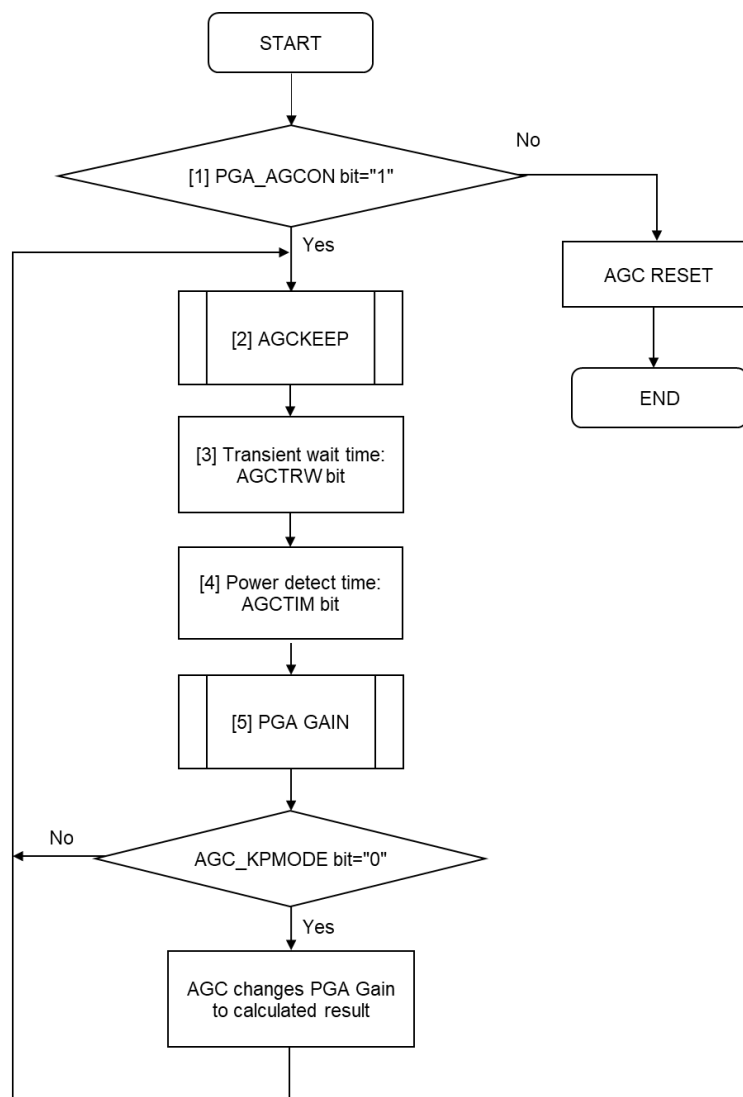 START
No
[1] PGA_AGCON bit="1"
Yes
AGC RESET
[2] AGCKEEP
END
[3] Transient wait time:
AGCTRW bit
[4] Power detect time:
AGCTIM bit
[5] PGA GAIN
No
AGC_KPMODE bit="0"
Yes
AGC changes PGA Gain
to calculated result